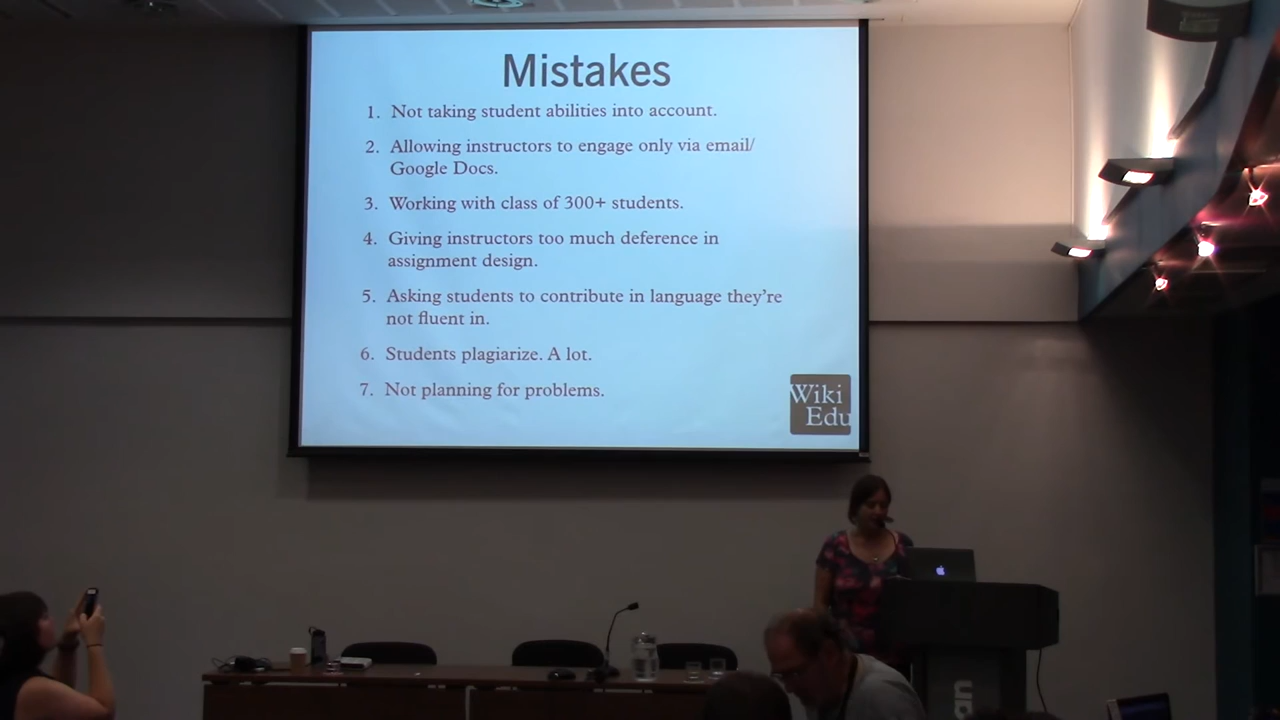 Mistakes
1. Not taking student abilities into account.
2. Allowing instructors to engage only via email/
Google Docs.
3. Working with class of 300+ students.
4. Giving instructors too much deference in
assignment design.
5. Asking students to contribute in language they're
not fluent in.
6. Students plagiarize. A lot.
7. Not planning for problems.
Wiki
Edu